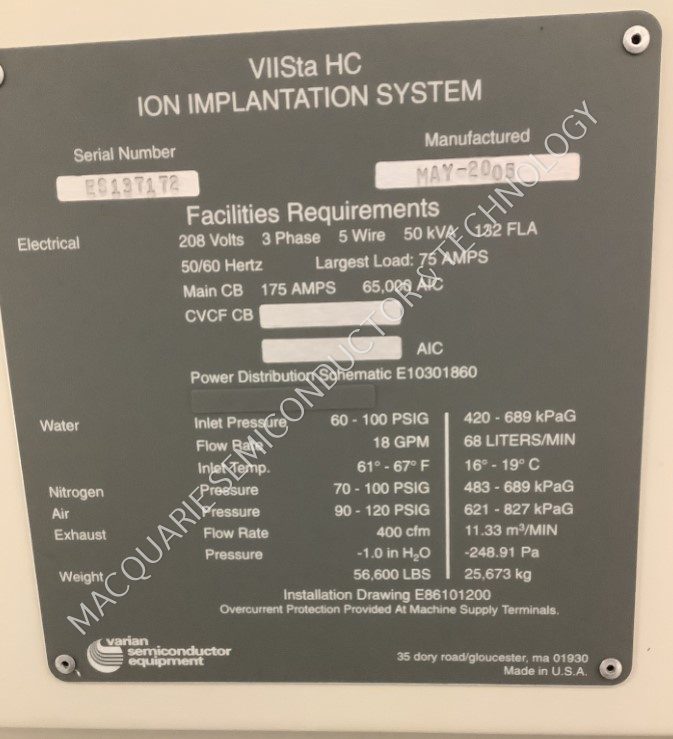 VIISta HC
ION IMPLANTATION SYSTEM
Serial Number
ES137172
Manufactured
MAY-2005
Facilities Requirements
Electrical 208 Volts 3 Phase 5 Wire 50 kVA 132 FLA
50/60 Hertz Largest Load: 75 AMPS
Main CB 175 AMPS 65,000 AIC
CVCF CB
AIC
Power Distribution Schematic E10301860
Water Inlet Pressure 60 - 100 PSIG 420 - 689 kPaG
Flow Rate 18 GPM 68 LITERS/MIN
Inlet Temp. 61° - 67° F 16° - 19° C
Nitrogen Pressure 70 - 100 PSIG 483 - 689 kPaG
Air Pressure 90 - 120 PSIG 621 - 827 kPaG
Exhaust Flow Rate 400 cfm 11.33 m³/MIN
Pressure -1.0 in H₂O -248.91 Pa
Weight 56,600 LBS 25,673 kg
Installation Drawing E86101200
Overcurrent Protection Provided At Machine Supply Terminals.
varian
semiconductor
equipment
35 dory road/gloucester, ma 01930
Made in U.S.A.
MACQUARIE SEMICONDUCTOR & TECHNOLOGY